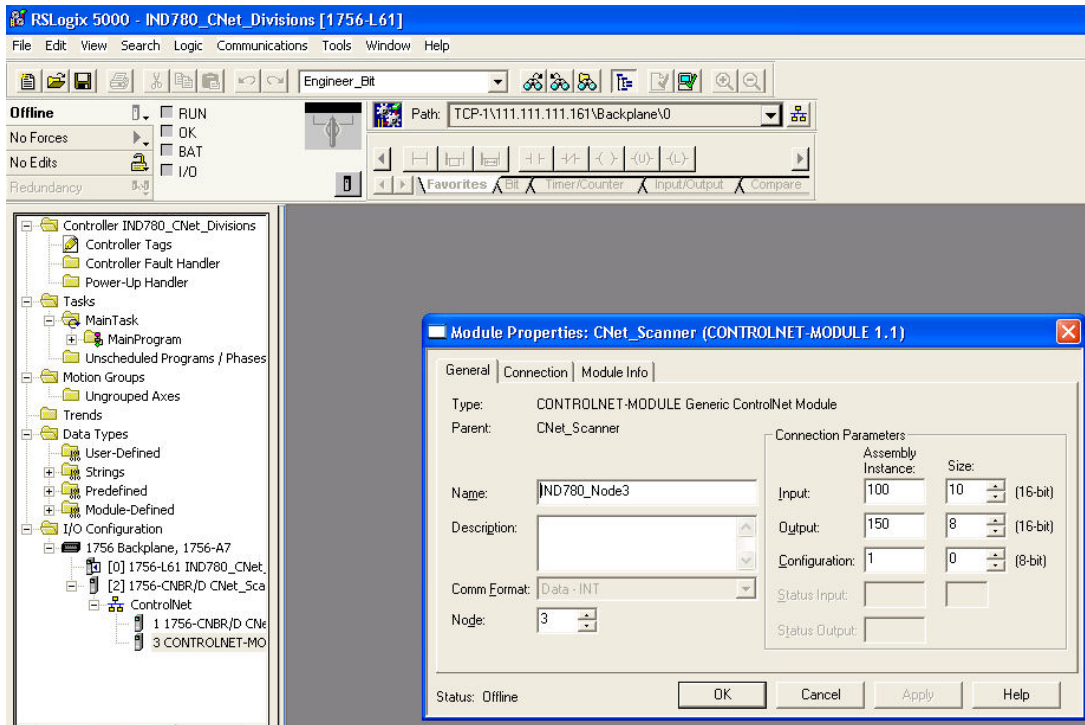 RSLogix 5000 - IND780_CNet_Divisions [1756-L61]
File Edit View Search Logic Communications Tools Window Help
Engineer_Bit
Offline
RUN
Path: TCP-1\111.111.111.161\Backplane\0
No Forces
OK
No Edits
BAT
Redundancy
I/O
Favorites Bit Timer/Counter Input/Output Compare
Controller IND780_CNet_Divisions
Controller Tags
Controller Fault Handler
Power-Up Handler
Tasks
MainTask
MainProgram
Unscheduled Programs / Phases
Motion Groups
Ungrouped Axes
Trends
Data Types
User-Defined
Strings
Predefined
Module-Defined
I/O Configuration
1756 Backplane, 1756-A7
[0] 1756-L61 IND780_CNet_
[2] 1756-CNBR/D CNet_Sca
ControlNet
1 1756-CNBR/D CNe
3 CONTROLNET-MO
Module Properties: CNet_Scanner (CONTROLNET-MODULE 1.1)
General Connection Module Info
Type: CONTROLNET-MODULE Generic ControlNet Module
Parent: CNet_Scanner
Connection Parameters
Assembly
Instance: Size:
Name: IND780_Node3
Input: 100 10 (16-bit)
Description:
Output: 150 8 (16-bit)
Configuration: 1 0 (8-bit)
Comm Format: Data - INT
Status Input:
Node: 3
Status Output:
Status: Offline
OK Cancel Apply Help